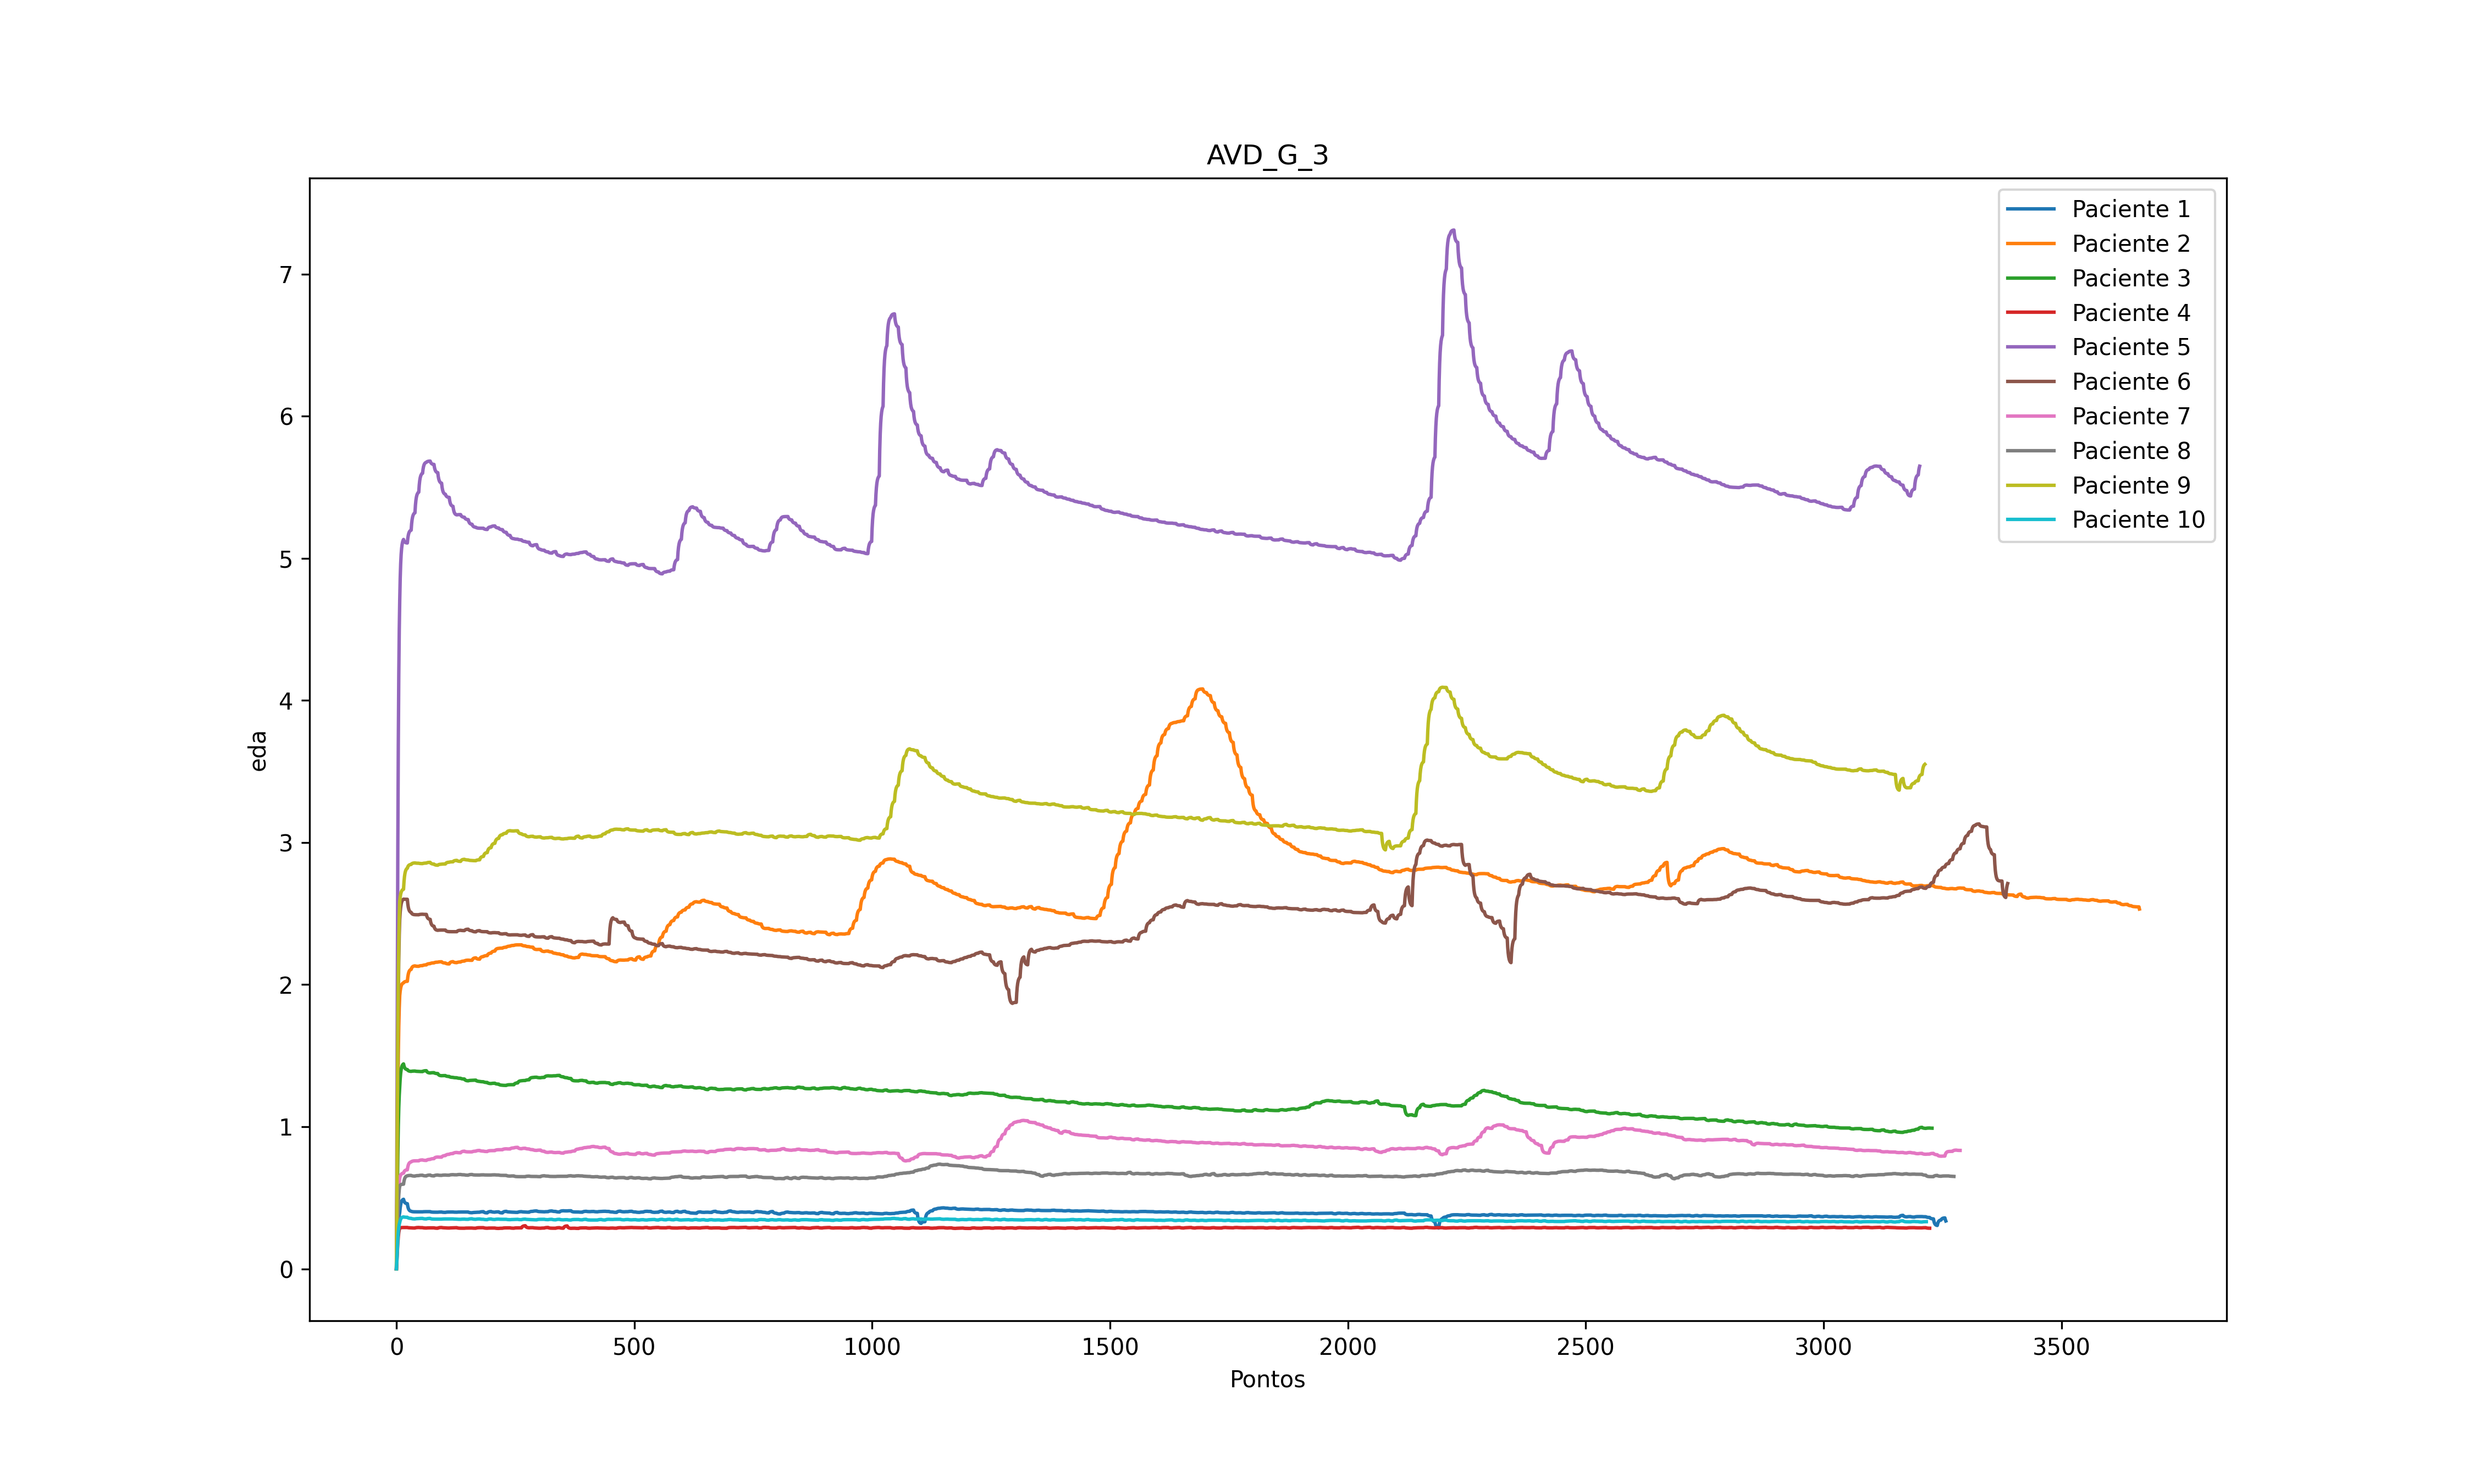 AVD_G_3
Paciente 1
Paciente 2
Paciente 3
Paciente 4
Paciente 5
Paciente 6
Paciente 7
Paciente 8
Paciente 9
Paciente 10
7
6
5
4
3
2
1
0
eda
0 500 1000 1500 2000 2500 3000 3500
Pontos